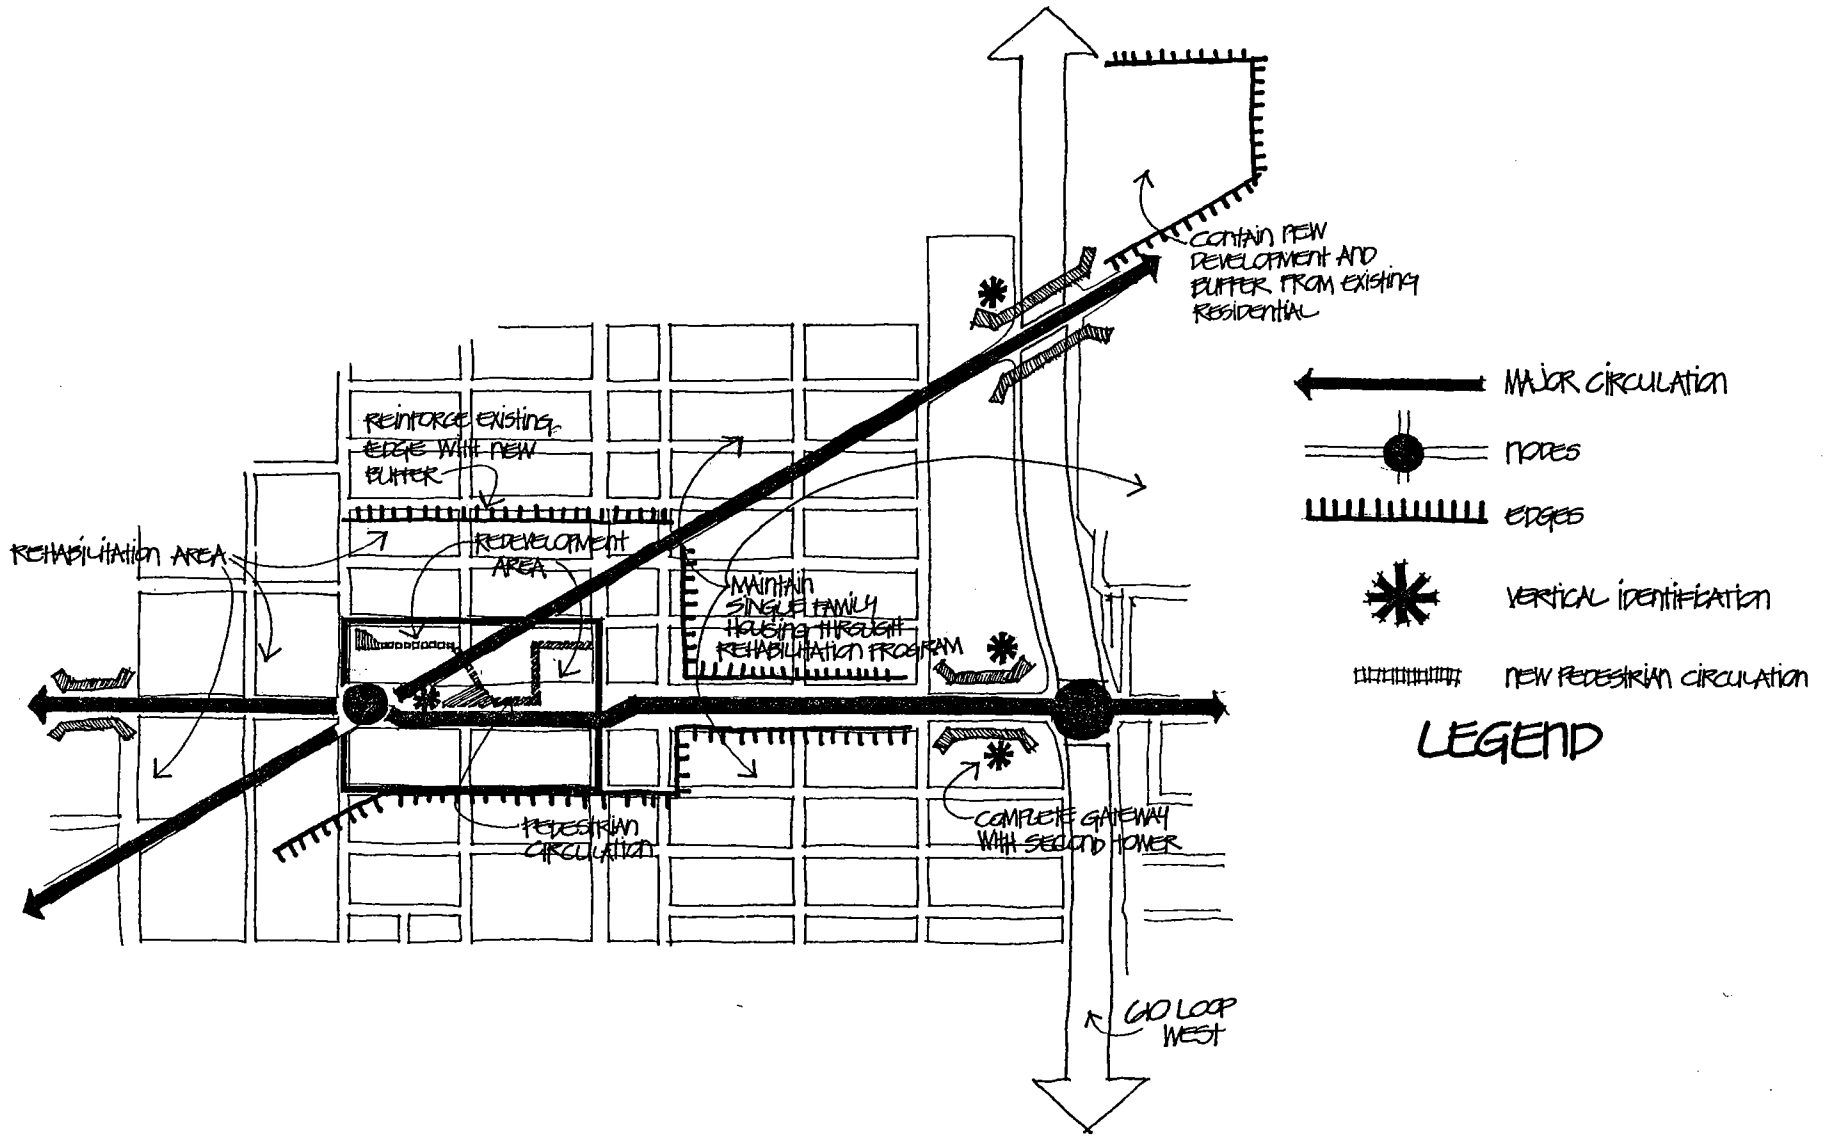 CONTAIN NEW
DEVELOPMENT AND
BUFFER FROM EXISTING
RESIDENTIAL
REINFORCE EXISTING
EDGE WITH NEW
BUFFER
REHABILITATION AREA
REDEVELOPMENT
AREA
MAINTAIN
SINGLE FAMILY
HOUSING THROUGH
REHABILITATION PROGRAM
PEDESTRIAN
CIRCULATION
COMPLETE GATEWAY
WITH SECOND TOWER
610 LOOP
WEST
MAJOR CIRCULATION
NODES
EDGES
VERTICAL IDENTIFICATION
NEW PEDESTRIAN CIRCULATION
LEGEND